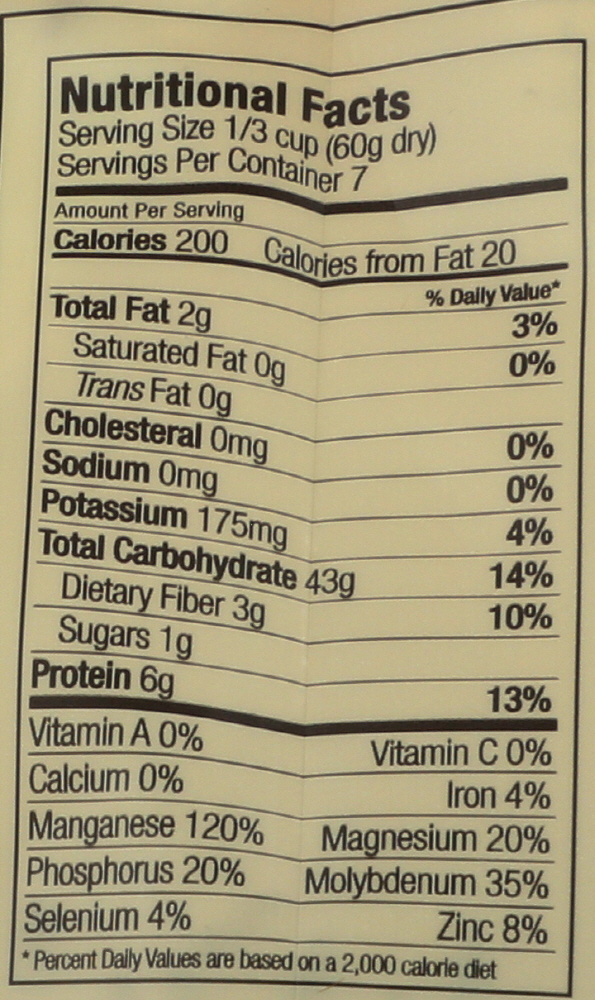 Nutritional Facts
Serving Size 1/3 cup (60g dry)
Servings Per Container 7
Amount Per Serving
Calories 200 Calories from Fat 20
% Daily Value*
Total Fat 2g 3%
Saturated Fat 0g 0%
Trans Fat 0g
Cholesteral 0mg 0%
Sodium 0mg 0%
Potassium 175mg 4%
Total Carbohydrate 43g 14%
Dietary Fiber 3g 10%
Sugars 1g
Protein 6g 13%
Vitamin A 0% Vitamin C 0%
Calcium 0% Iron 4%
Manganese 120% Magnesium 20%
Phosphorus 20% Molybdenum 35%
Selenium 4% Zinc 8%
* Percent Daily Values are based on a 2,000 calorie diet